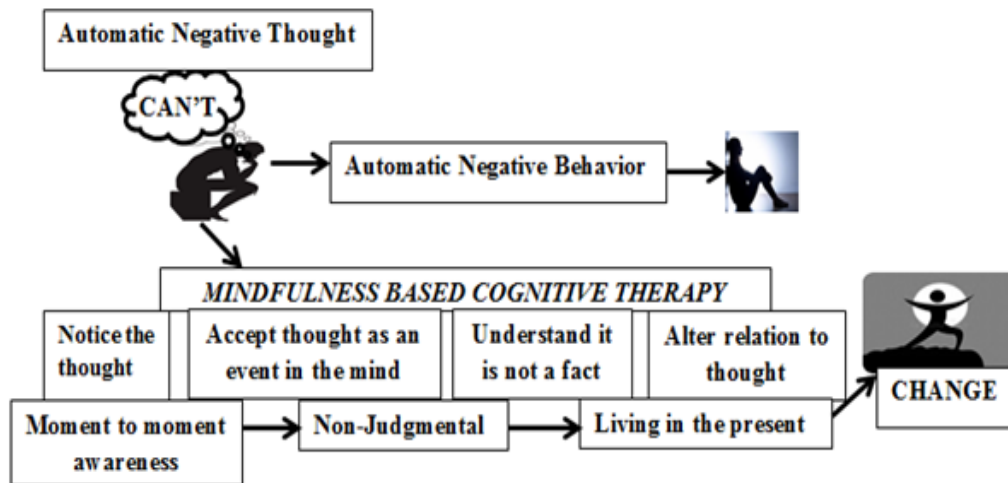 Automatic Negative Thought
CAN'T
Automatic Negative Behavior
MINDFULNESS BASED COGNITIVE THERAPY
Notice the
thought
Accept thought as an
event in the mind
Understand it
is not a fact
Alter relation to
thought
Moment to moment
awareness
Non-Judgmental
Living in the present
CHANGE